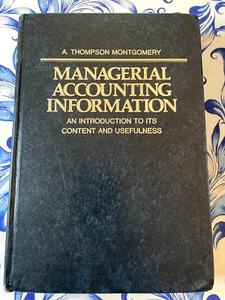 A. THOMPSON MONTGOMERY
MANAGERIAL
ACCOUNTING
INFORMATION
AN INTRODUCTION TO ITS
CONTENT AND USEFULNESS